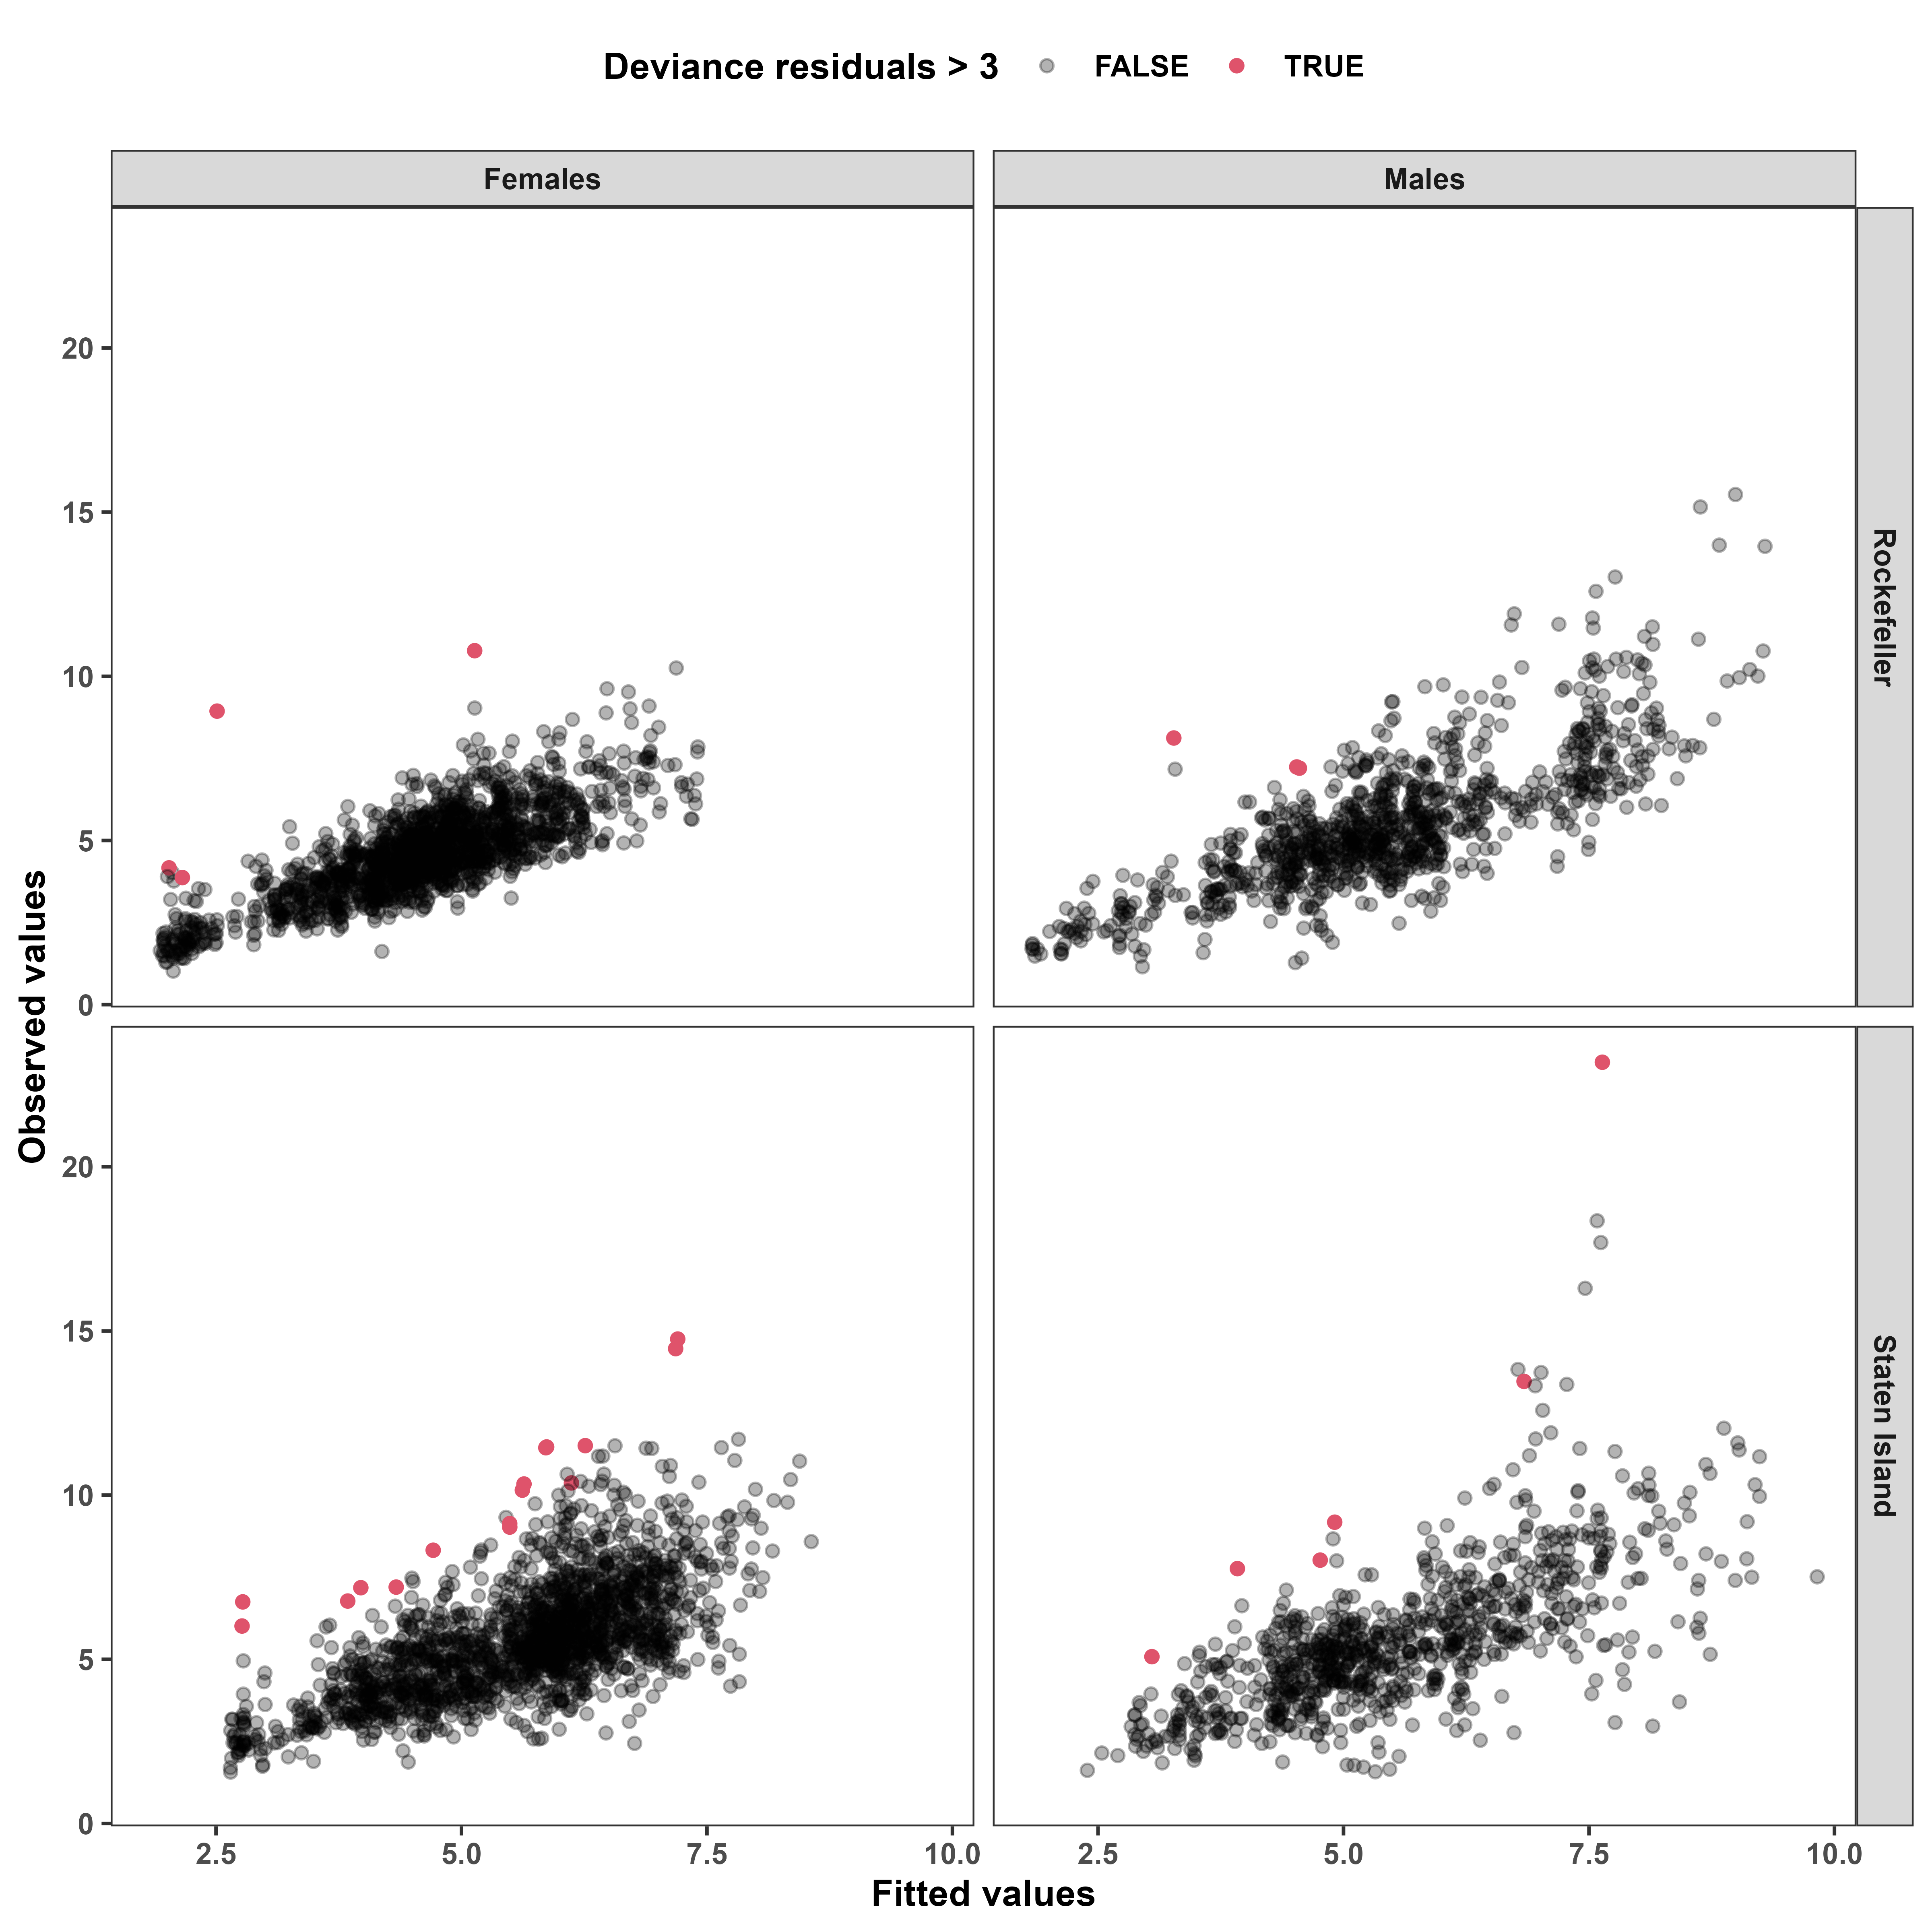 Deviance residuals > 3 FALSE TRUE
Females Males
Rockefeller
Staten Island
Observed values
20
15
10
5
0
20
15
10
5
0
2.5 5.0 7.5 10.0 2.5 5.0 7.5 10.0
Fitted values